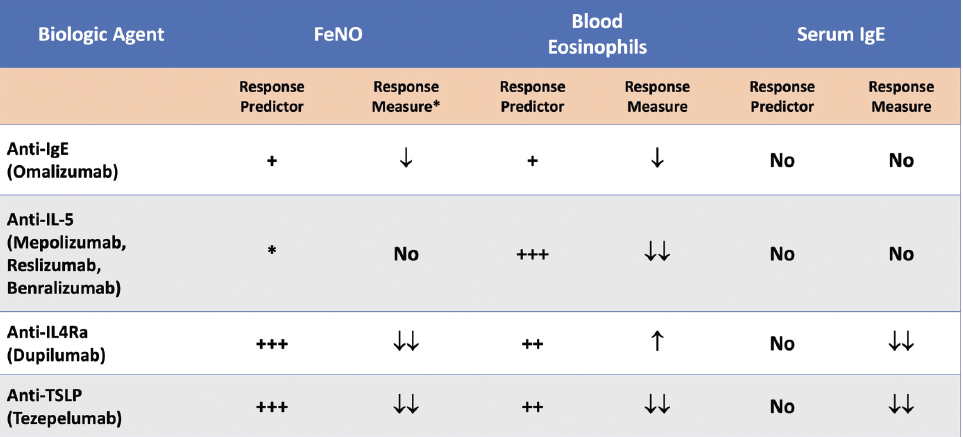 Biologic Agent FeNO Blood Eosinophils Serum IgE
Response Predictor Response Measure* Response Predictor Response Measure Response Predictor Response Measure
Anti-IgE (Omalizumab) + ↓ + ↓ No No
Anti-IL-5 (Mepolizumab, Reslizumab, Benralizumab) * No +++ ↓↓ No No
Anti-IL4Ra (Dupilumab) +++ ↓↓ ++ ↑ No ↓↓
Anti-TSLP (Tezepelumab) +++ ↓↓ ++ ↓↓ No ↓↓